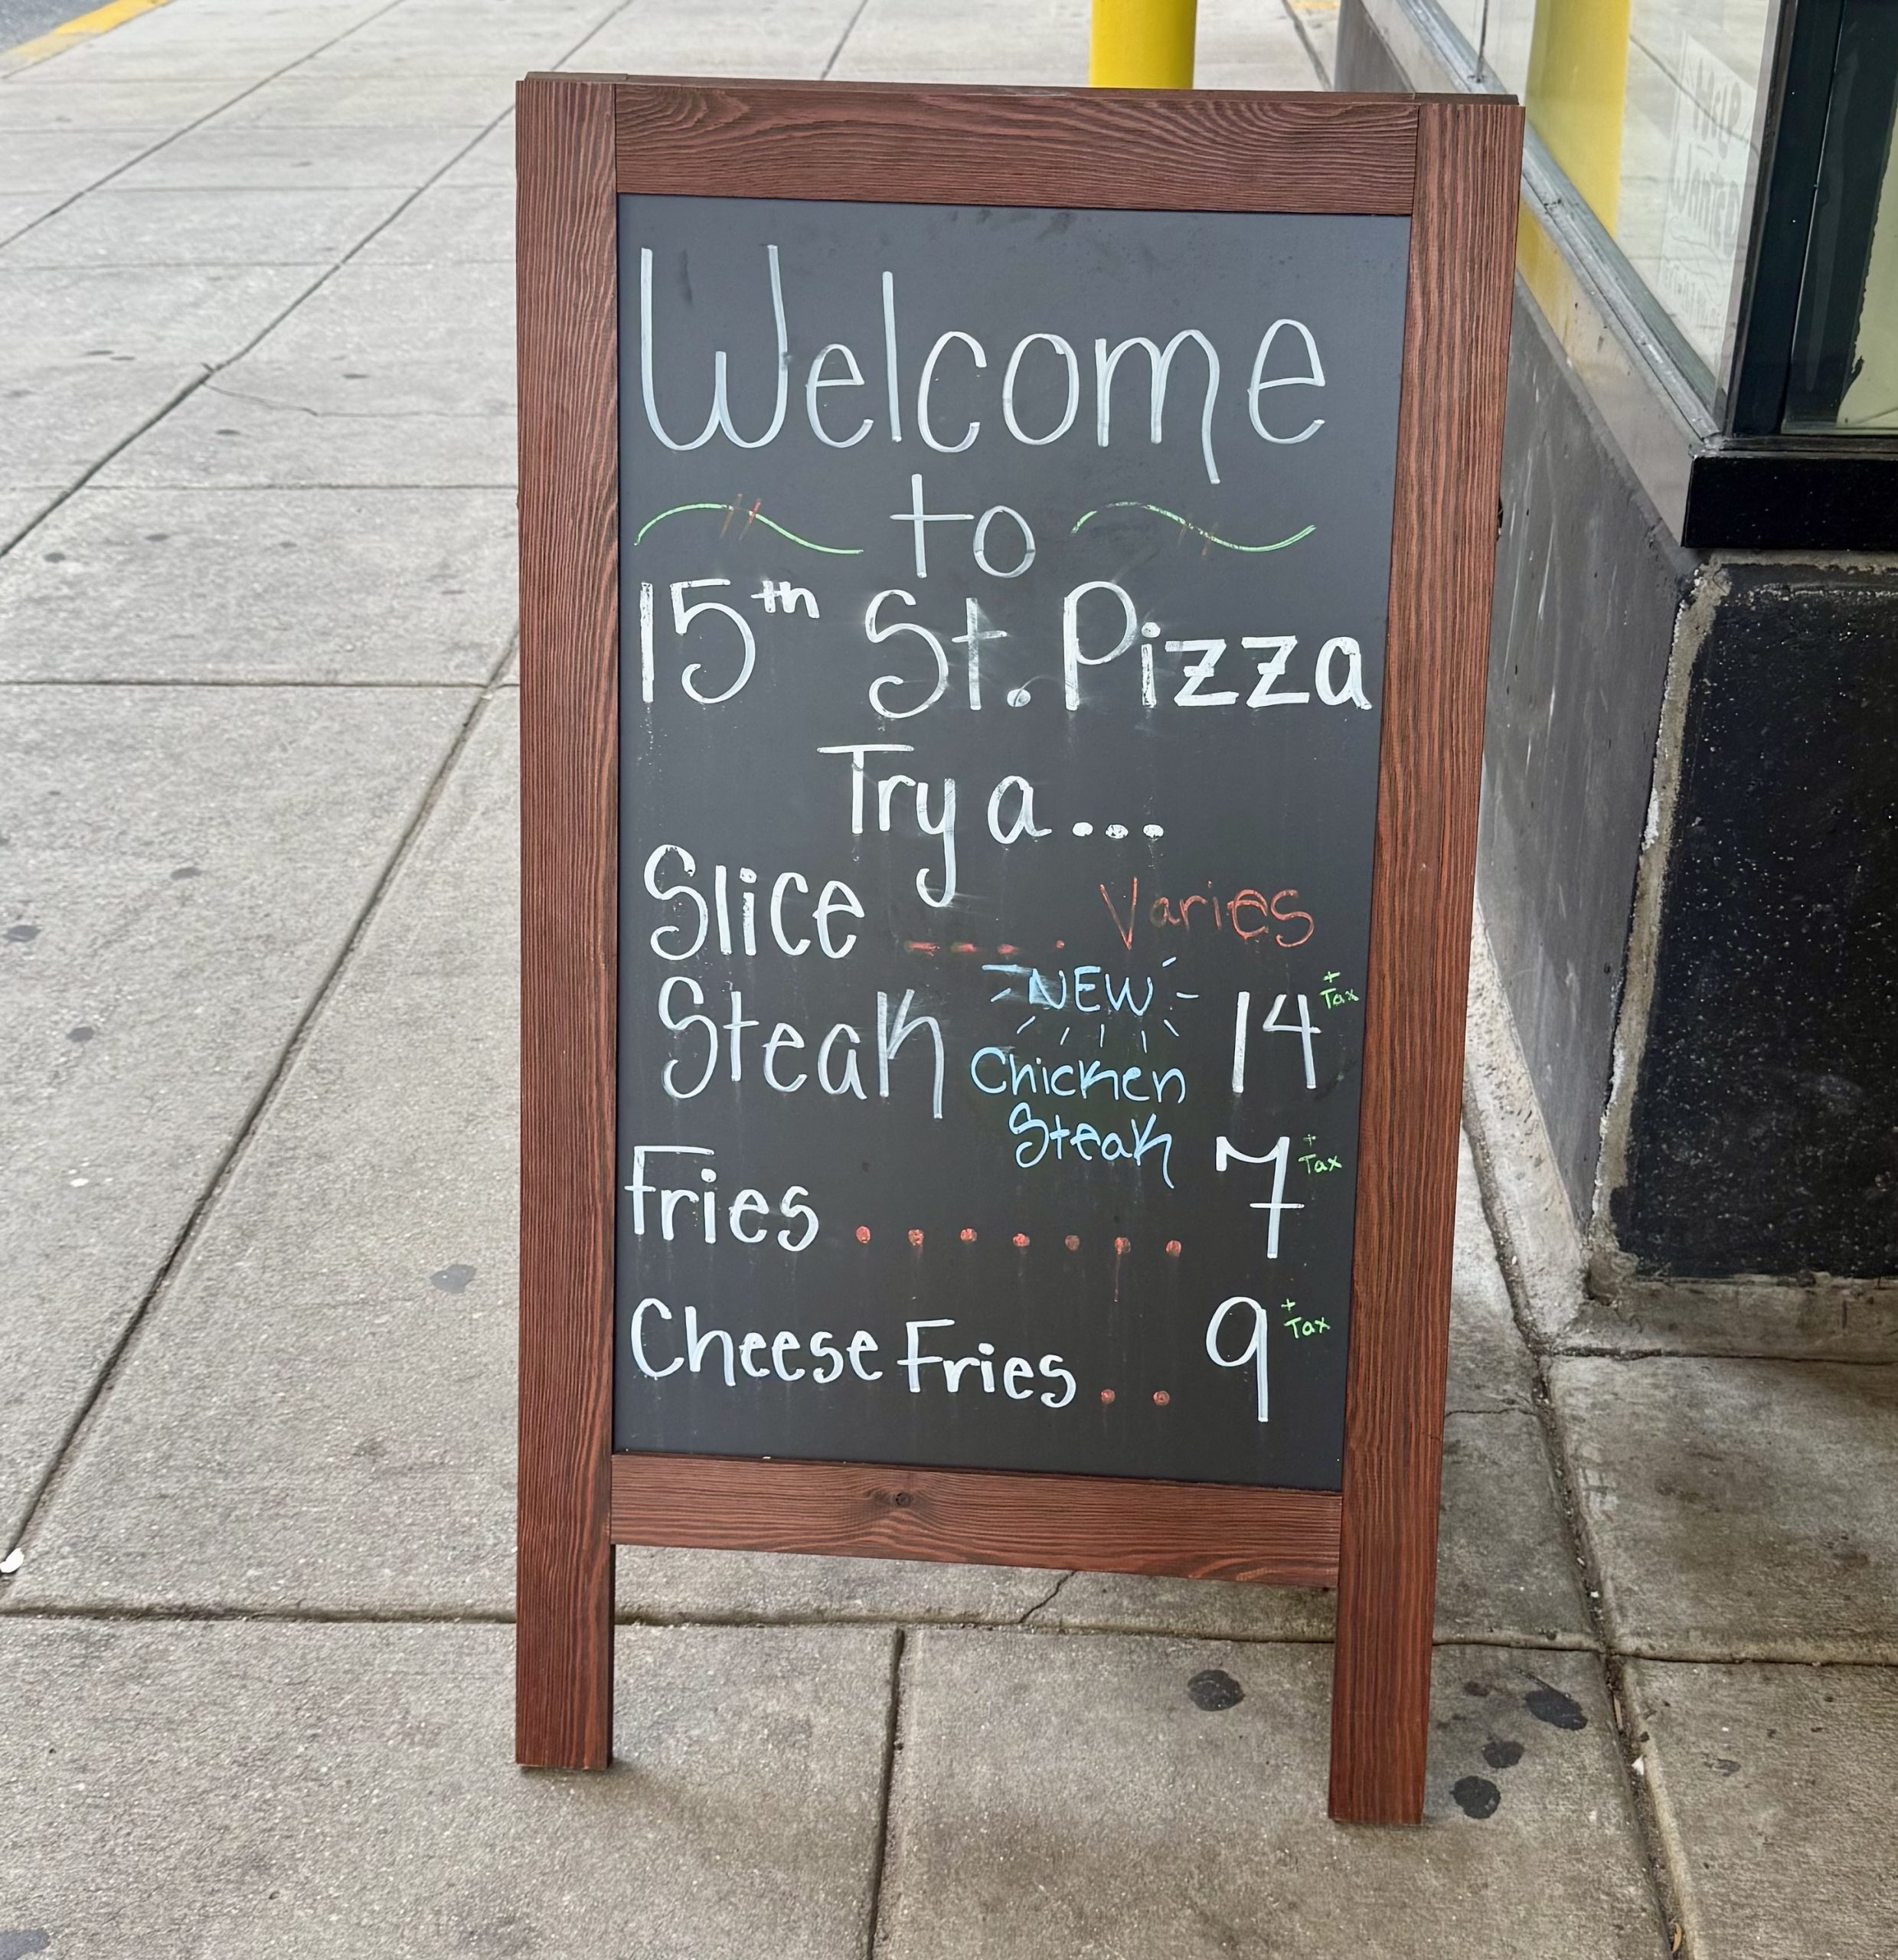 Welcome
to
15th St. Pizza
Try a...
Slice .... Varies
Steak 14 + Tax
NEW
Chicken
Steak
Fries ....... 7 + Tax
Cheese Fries .. 9 + Tax